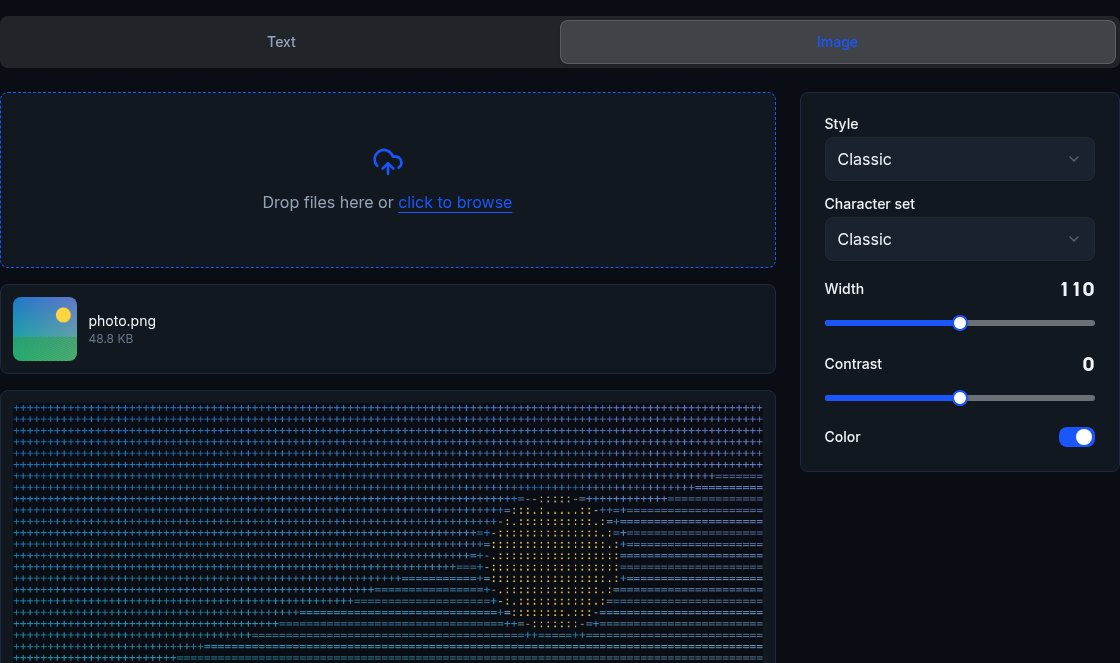 Text
Image
Drop files here or click to browse
photo.png
48.8 KB
Style
Classic
Character set
Classic
Width 110
Contrast 0
Color